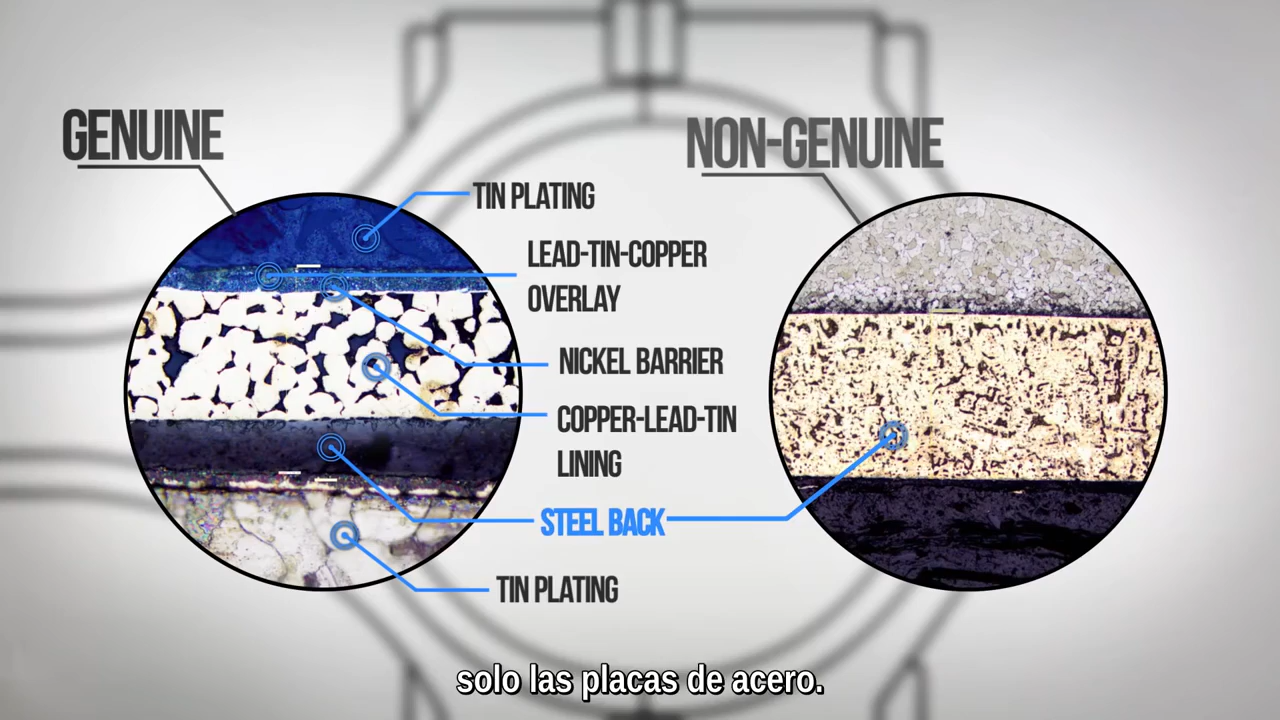 GENUINE
NON-GENUINE
TIN PLATING
LEAD-TIN-COPPER
OVERLAY
NICKEL BARRIER
COPPER-LEAD-TIN
LINING
STEEL BACK
TIN PLATING
solo las placas de acero.